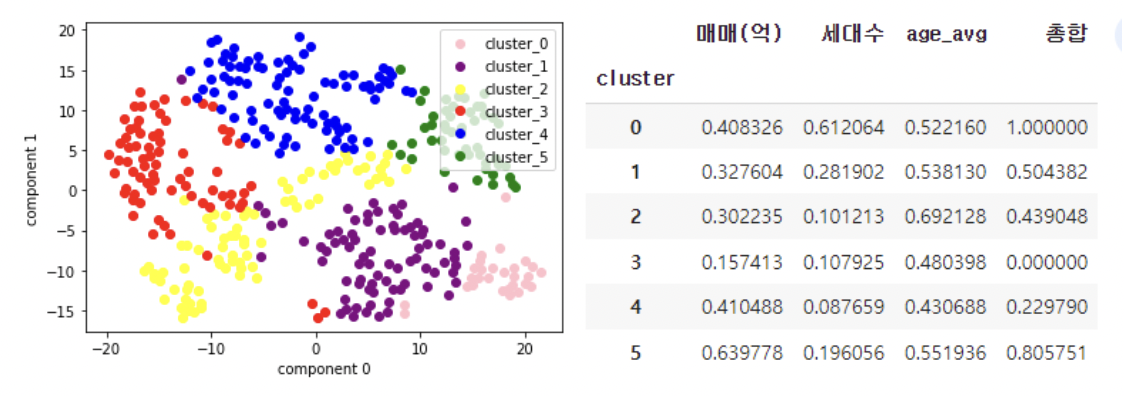 20
15
10
5
0
−5
−10
−15
−20
−10
0
10
20
component 0
component 1
cluster_0
cluster_1
cluster_2
cluster_3
cluster_4
cluster_5
매매(억) 세대수 age_avg 총합
cluster
0 0.408326 0.612064 0.522160 1.000000
1 0.327604 0.281902 0.538130 0.504382
2 0.302235 0.101213 0.692128 0.439048
3 0.157413 0.107925 0.480398 0.000000
4 0.410488 0.087659 0.430688 0.229790
5 0.639778 0.196056 0.551936 0.805751